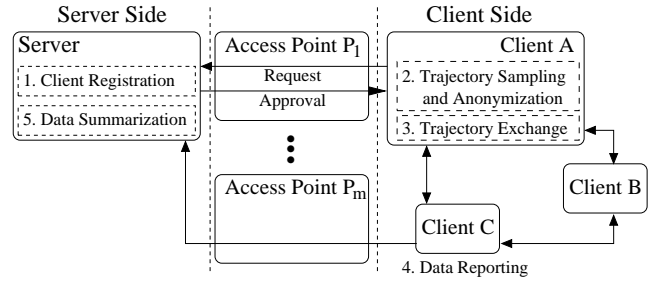 Server Side
Client Side
Server
1. Client Registration
5. Data Summarization
Access Point P1
Request
Approval
Access Point Pm
Client A
2. Trajectory Sampling
and Anonymization
3. Trajectory Exchange
Client B
Client C
4. Data Reporting